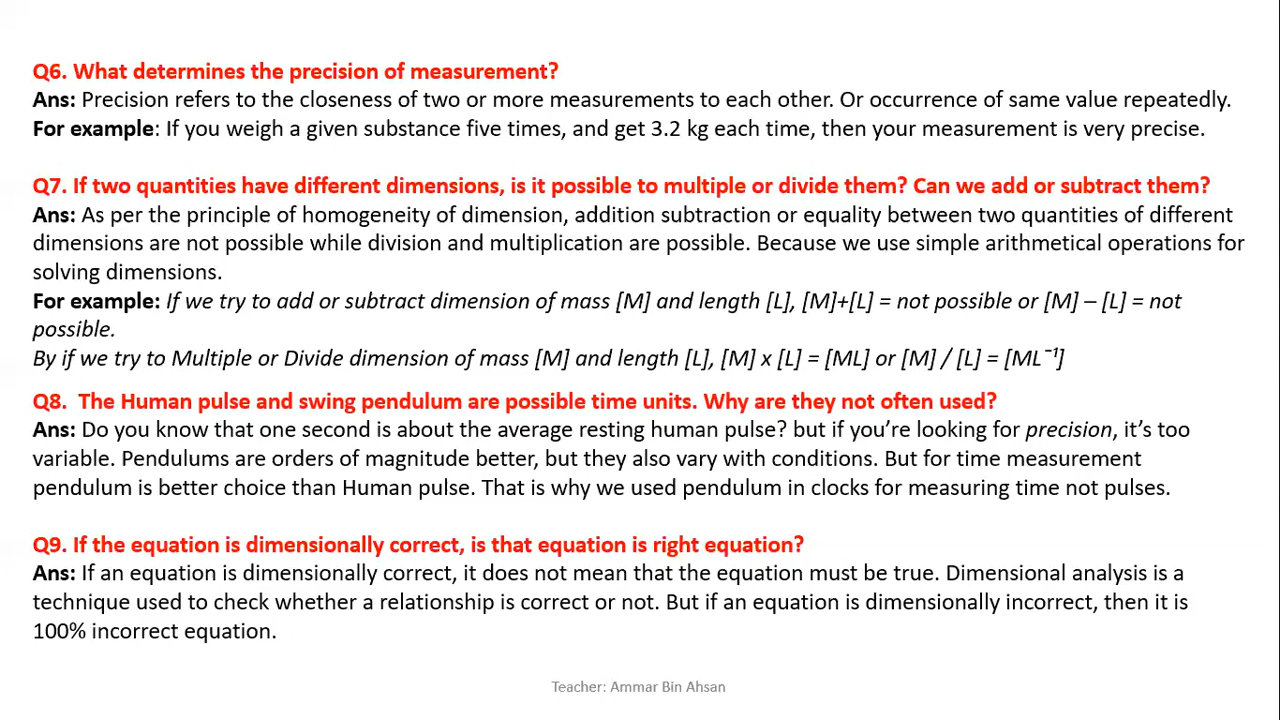 Q6. What determines the precision of measurement?
Ans: Precision refers to the closeness of two or more measurements to each other. Or occurrence of same value repeatedly.
For example: If you weigh a given substance five times, and get 3.2 kg each time, then your measurement is very precise.
Q7. If two quantities have different dimensions, is it possible to multiple or divide them? Can we add or subtract them?
Ans: As per the principle of homogeneity of dimension, addition subtraction or equality between two quantities of different
dimensions are not possible while division and multiplication are possible. Because we use simple arithmetical operations for
solving dimensions.
For example: If we try to add or subtract dimension of mass [M] and length [L], [M]+[L] = not possible or [M] – [L] = not
possible.
By if we try to Multiple or Divide dimension of mass [M] and length [L], [M] x [L] = [ML] or [M] / [L] = [ML⁻¹]
Q8.  The Human pulse and swing pendulum are possible time units. Why are they not often used?
Ans: Do you know that one second is about the average resting human pulse? but if you’re looking for precision, it’s too
variable. Pendulums are orders of magnitude better, but they also vary with conditions. But for time measurement
pendulum is better choice than Human pulse. That is why we used pendulum in clocks for measuring time not pulses.
Q9. If the equation is dimensionally correct, is that equation is right equation?
Ans: If an equation is dimensionally correct, it does not mean that the equation must be true. Dimensional analysis is a
technique used to check whether a relationship is correct or not. But if an equation is dimensionally incorrect, then it is
100% incorrect equation.
Teacher: Ammar Bin Ahsan